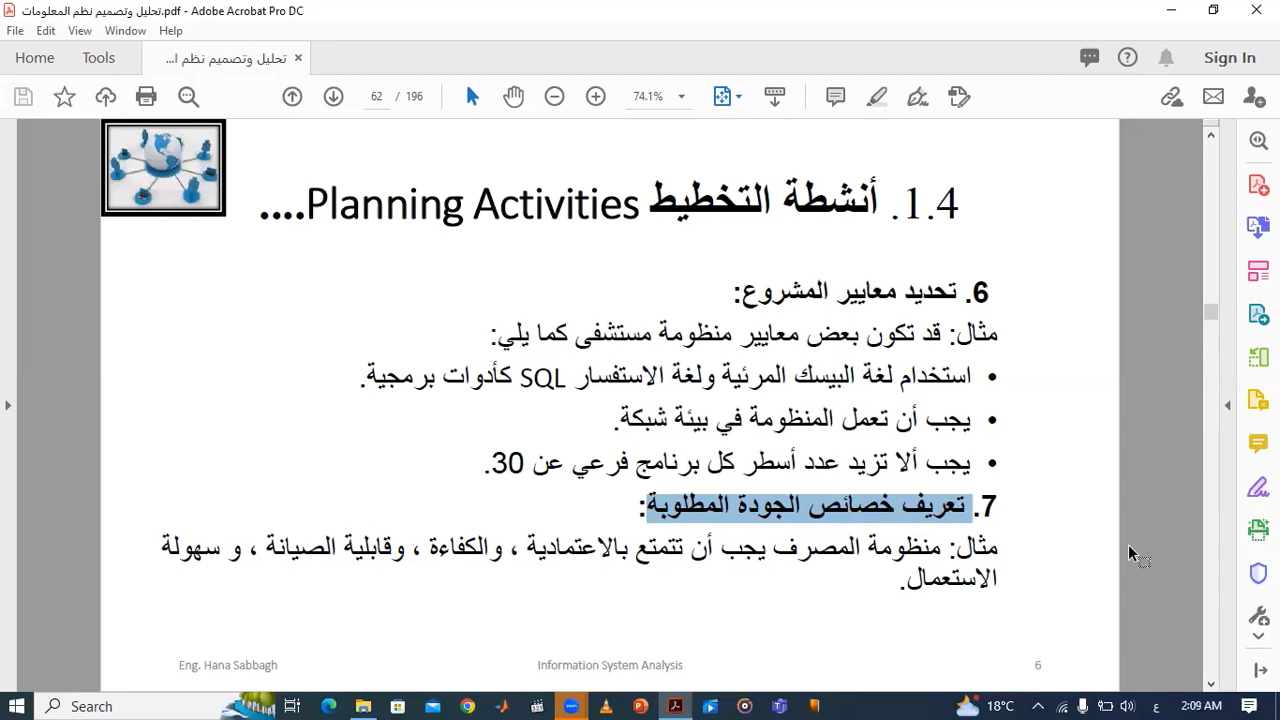 تحليل وتصميم نظم المعلومات.pdf - Adobe Acrobat Pro DC
File Edit View Window Help
Home Tools تحليل وتصميم نظم ا... × Sign In
62 / 196 74.1%
1.4. أنشطة التخطيط Planning Activities....
6. تحديد معايير المشروع:
مثال: قد تكون بعض معايير منظومة مستشفى كما يلي:
• استخدام لغة البيسك المرئية ولغة الاستفسار SQL كأدوات برمجية.
• يجب أن تعمل المنظومة في بيئة شبكة.
• يجب ألا تزيد عدد أسطر كل برنامج فرعي عن 30.
7. تعريف خصائص الجودة المطلوبة:
مثال: منظومة المصرف يجب أن تتمتع بالاعتمادية ، والكفاءة ، وقابلية الصيانة ، و سهولة
الاستعمال.
Eng. Hana Sabbagh Information System Analysis 6
Search 18°C ع 2:09 AM